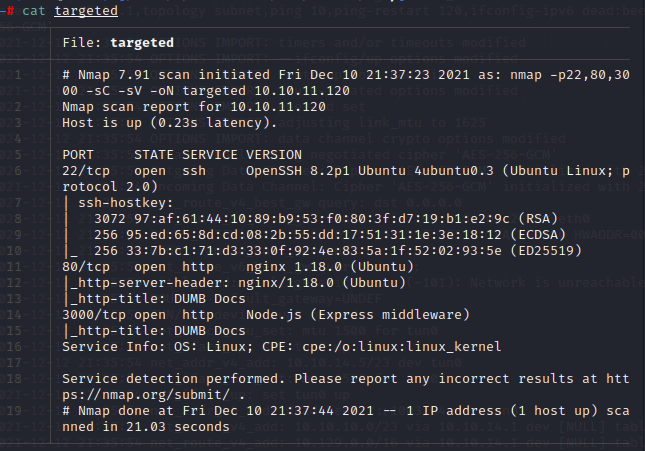 -# cat targeted
File: targeted
1 # Nmap 7.91 scan initiated Fri Dec 10 21:37:23 2021 as: nmap -p22,80,30
00 -sC -sV -oN targeted 10.10.11.120
2 Nmap scan report for 10.10.11.120
3 Host is up (0.23s latency).
4
5 PORT     STATE SERVICE VERSION
6 22/tcp   open  ssh     OpenSSH 8.2p1 Ubuntu 4ubuntu0.3 (Ubuntu Linux; p
rotocol 2.0)
7 | ssh-hostkey:
8 |   3072 97:af:61:44:10:89:b9:53:f0:80:3f:d7:19:b1:e2:9c (RSA)
9 |   256 95:ed:65:8d:cd:08:2b:55:dd:17:51:31:1e:3e:18:12 (ECDSA)
10 |_  256 33:7b:c1:71:d3:33:0f:92:4e:83:5a:1f:52:02:93:5e (ED25519)
11 80/tcp   open  http    nginx 1.18.0 (Ubuntu)
12 |_http-server-header: nginx/1.18.0 (Ubuntu)
13 |_http-title: DUMB Docs
14 3000/tcp open  http    Node.js (Express middleware)
15 |_http-title: DUMB Docs
16 Service Info: OS: Linux; CPE: cpe:/o:linux:linux_kernel
17
18 Service detection performed. Please report any incorrect results at htt
ps://nmap.org/submit/ .
19 # Nmap done at Fri Dec 10 21:37:44 2021 -- 1 IP address (1 host up) sca
nned in 21.03 seconds